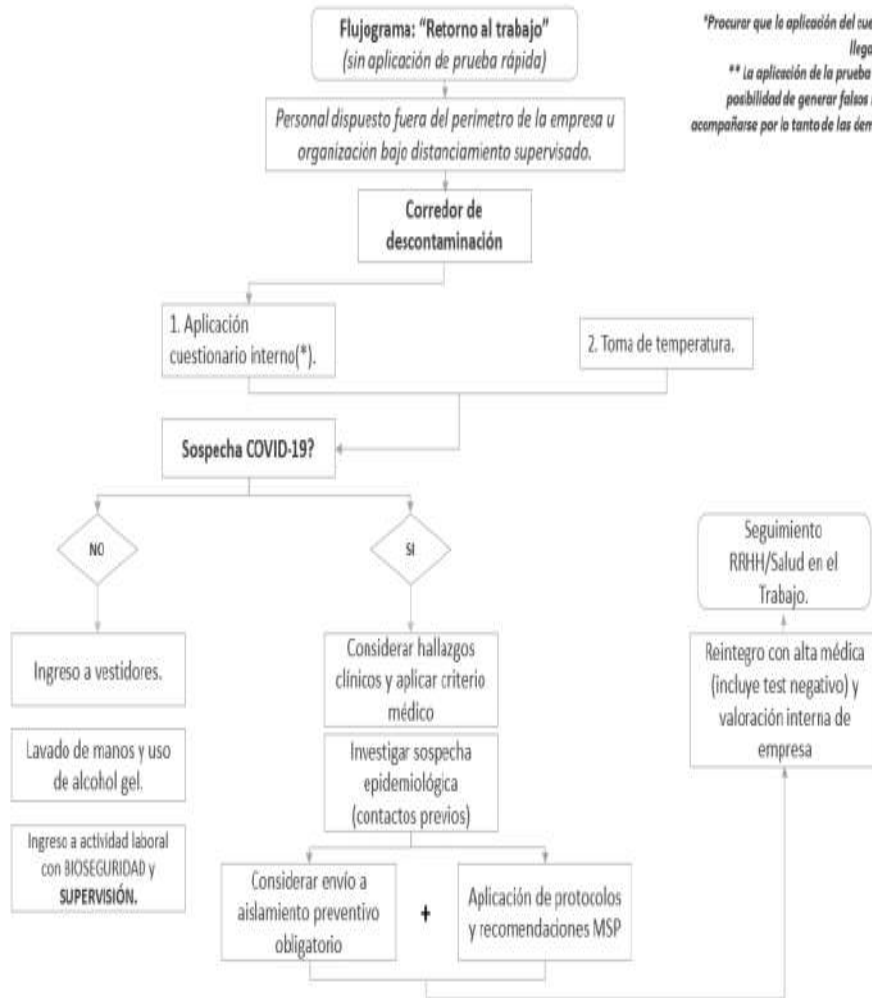 Flujograma: "Retorno al trabajo"
(sin aplicación de prueba rápida)
*Procurar que la aplicación del cue
llega
** La aplicación de la prueba
posibilidad de generar falsos
acompañarse por lo tanto de las dem
Personal dispuesto fuera del perímetro de la empresa u
organización bajo distanciamiento supervisado.
Corredor de
descontaminación
1. Aplicación
cuestionario interno(*).
2. Toma de temperatura.
Sospecha COVID-19?
NO
SI
Ingreso a vestidores.
Lavado de manos y uso
de alcohol gel.
Ingreso a actividad laboral
con BIOSEGURIDAD y
SUPERVISIÓN.
Considerar hallazgos
clínicos y aplicar criterio
médico
Investigar sospecha
epidemiológica
(contactos previos)
Considerar envío a
aislamiento preventivo
obligatorio
+
Aplicación de protocolos
y recomendaciones MSP
Seguimiento
RRHH/Salud en el
Trabajo.
Reintegro con alta médica
(incluye test negativo) y
valoración interna de
empresa